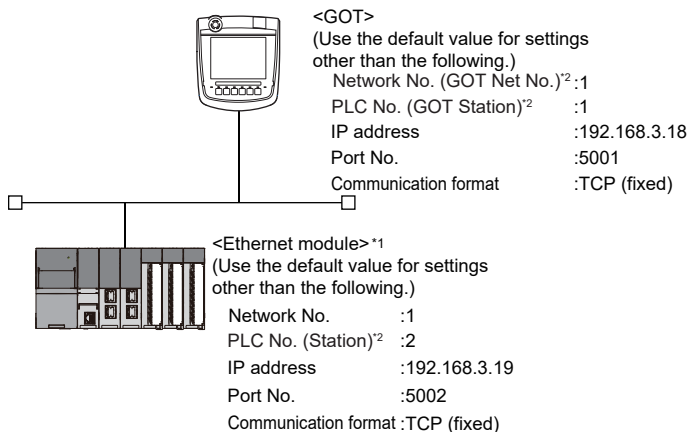 <GOT>
(Use the default value for settings
other than the following.)
Network No. (GOT Net No.)*2 :1
PLC No. (GOT Station)*2 :1
IP address :192.168.3.18
Port No. :5001
Communication format :TCP (fixed)
<Ethernet module>*1
(Use the default value for settings
other than the following.)
Network No. :1
PLC No. (Station)*2 :2
IP address :192.168.3.19
Port No. :5002
Communication format :TCP (fixed)